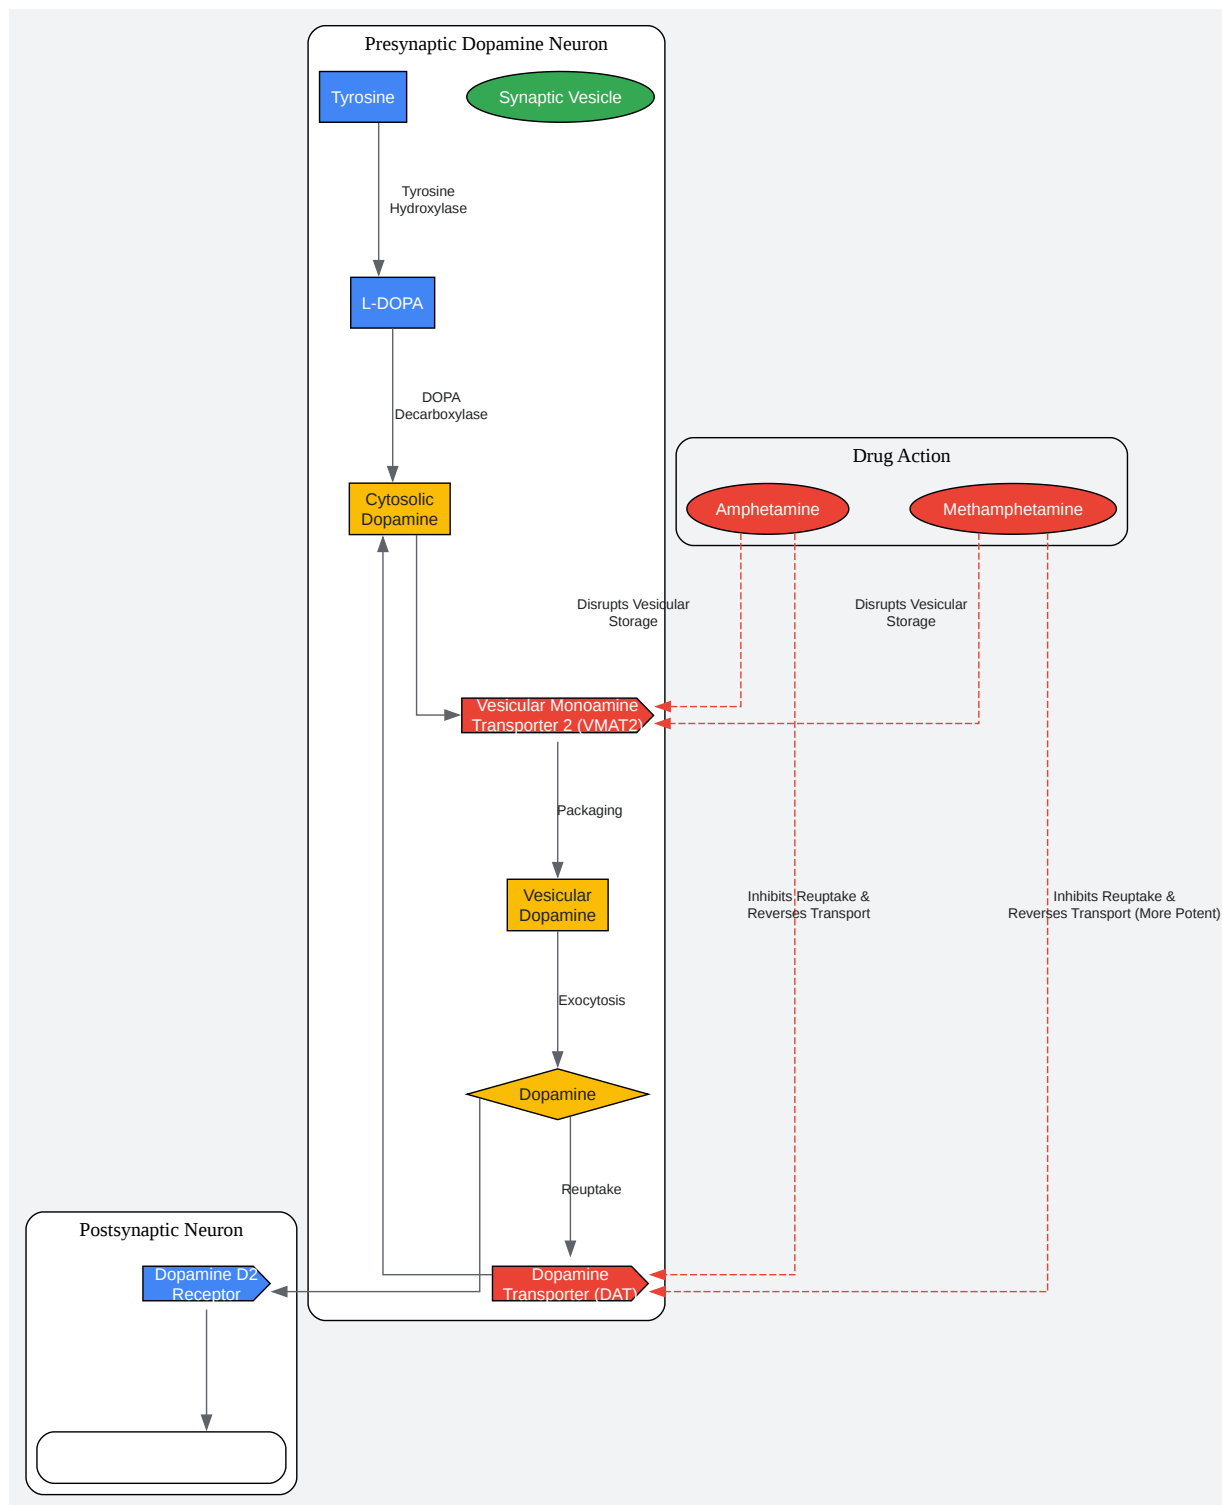 Presynaptic Dopamine Neuron
Tyrosine
Synaptic Vesicle
Tyrosine
Hydroxylase
L-DOPA
DOPA
Decarboxylase
Drug Action
Cytosolic
Dopamine
Amphetamine
Methamphetamine
Disrupts Vesicular
Storage
Disrupts Vesicular
Storage
Vesicular Monoamine
Transporter 2 (VMAT2)
Packaging
Vesicular
Dopamine
Inhibits Reuptake &
Reverses Transport
Inhibits Reuptake &
Reverses Transport (More Potent)
Exocytosis
Dopamine
Reuptake
Postsynaptic Neuron
Dopamine D2
Receptor
Dopamine
Transporter (DAT)